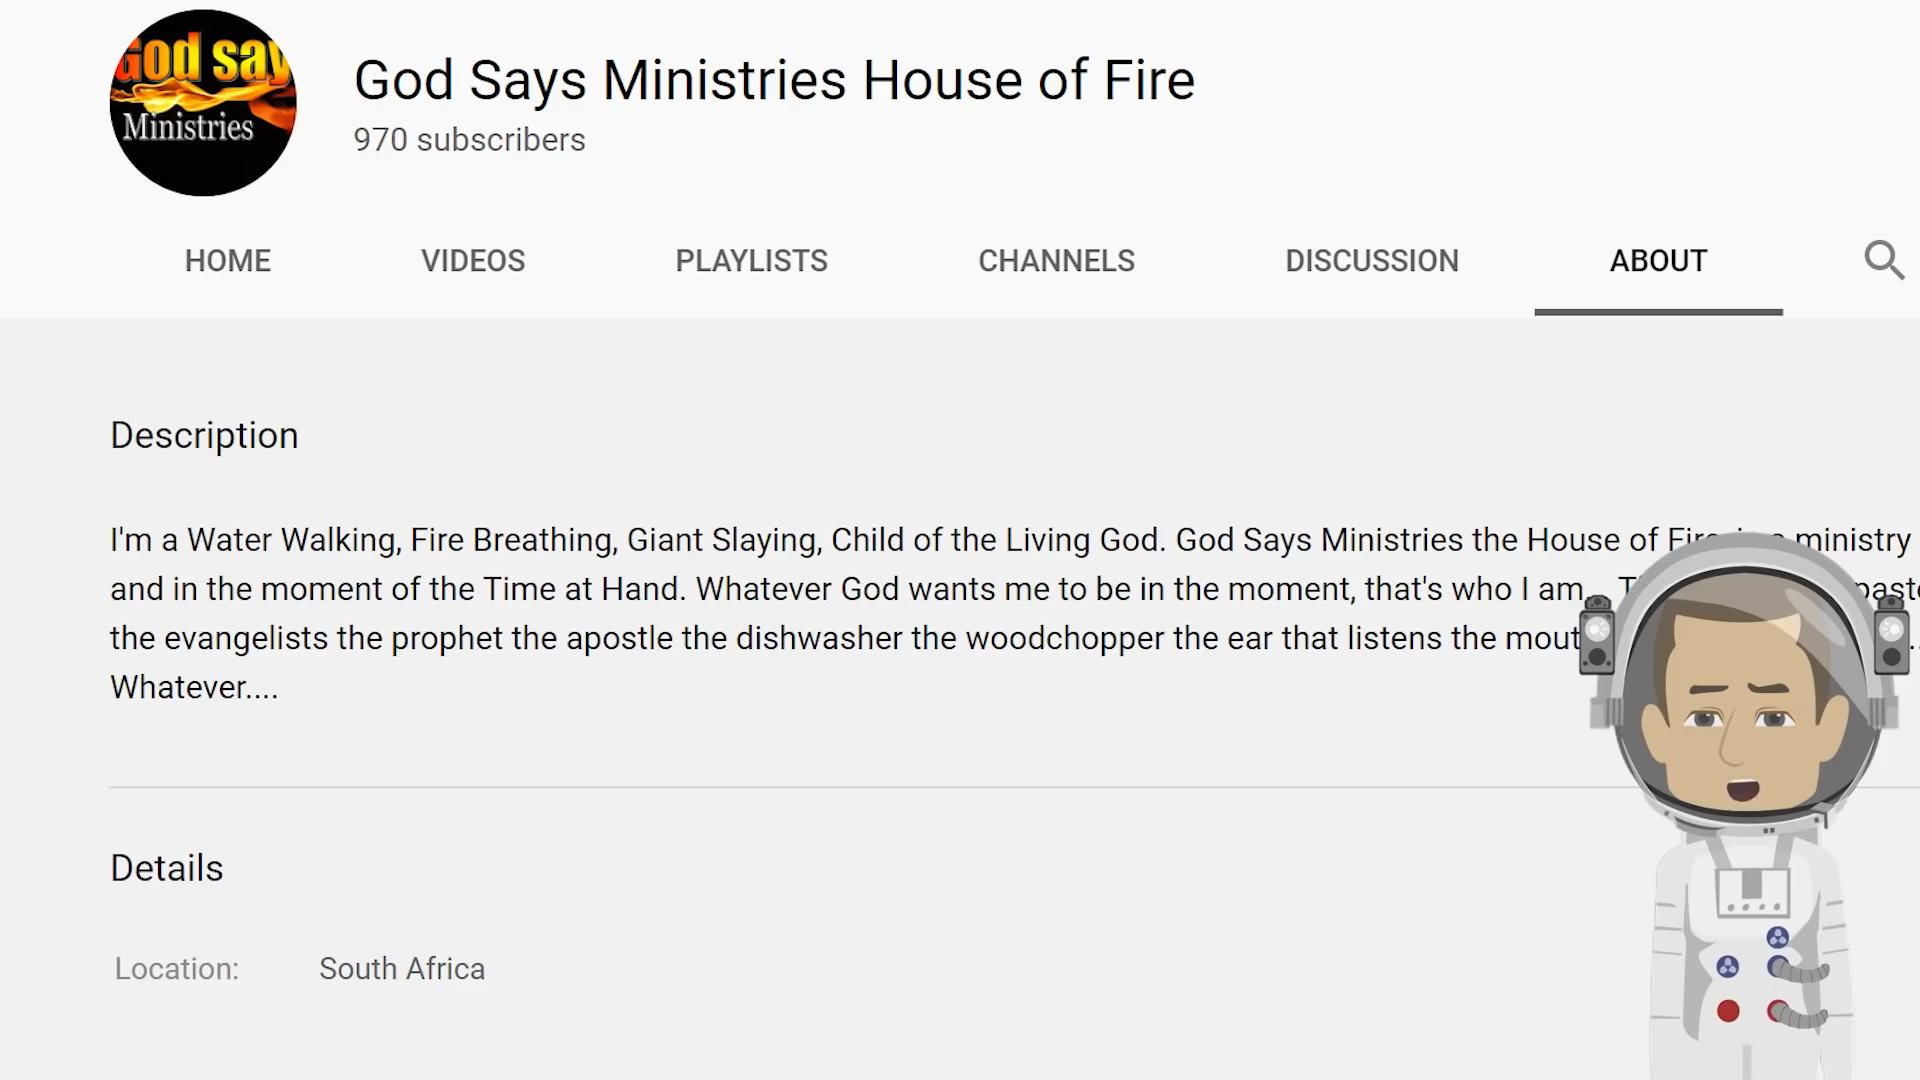 God say
Ministries
God Says Ministries House of Fire
970 subscribers
HOME VIDEOS PLAYLISTS CHANNELS DISCUSSION ABOUT
Description
I'm a Water Walking, Fire Breathing, Giant Slaying, Child of the Living God. God Says Ministries the House of ministry
and in the moment of the Time at Hand. Whatever God wants me to be in the moment, that's who I am..
the evangelists the prophet the apostle the dishwasher the woodchopper the ear that listens the
Whatever....
Details
Location: South Africa